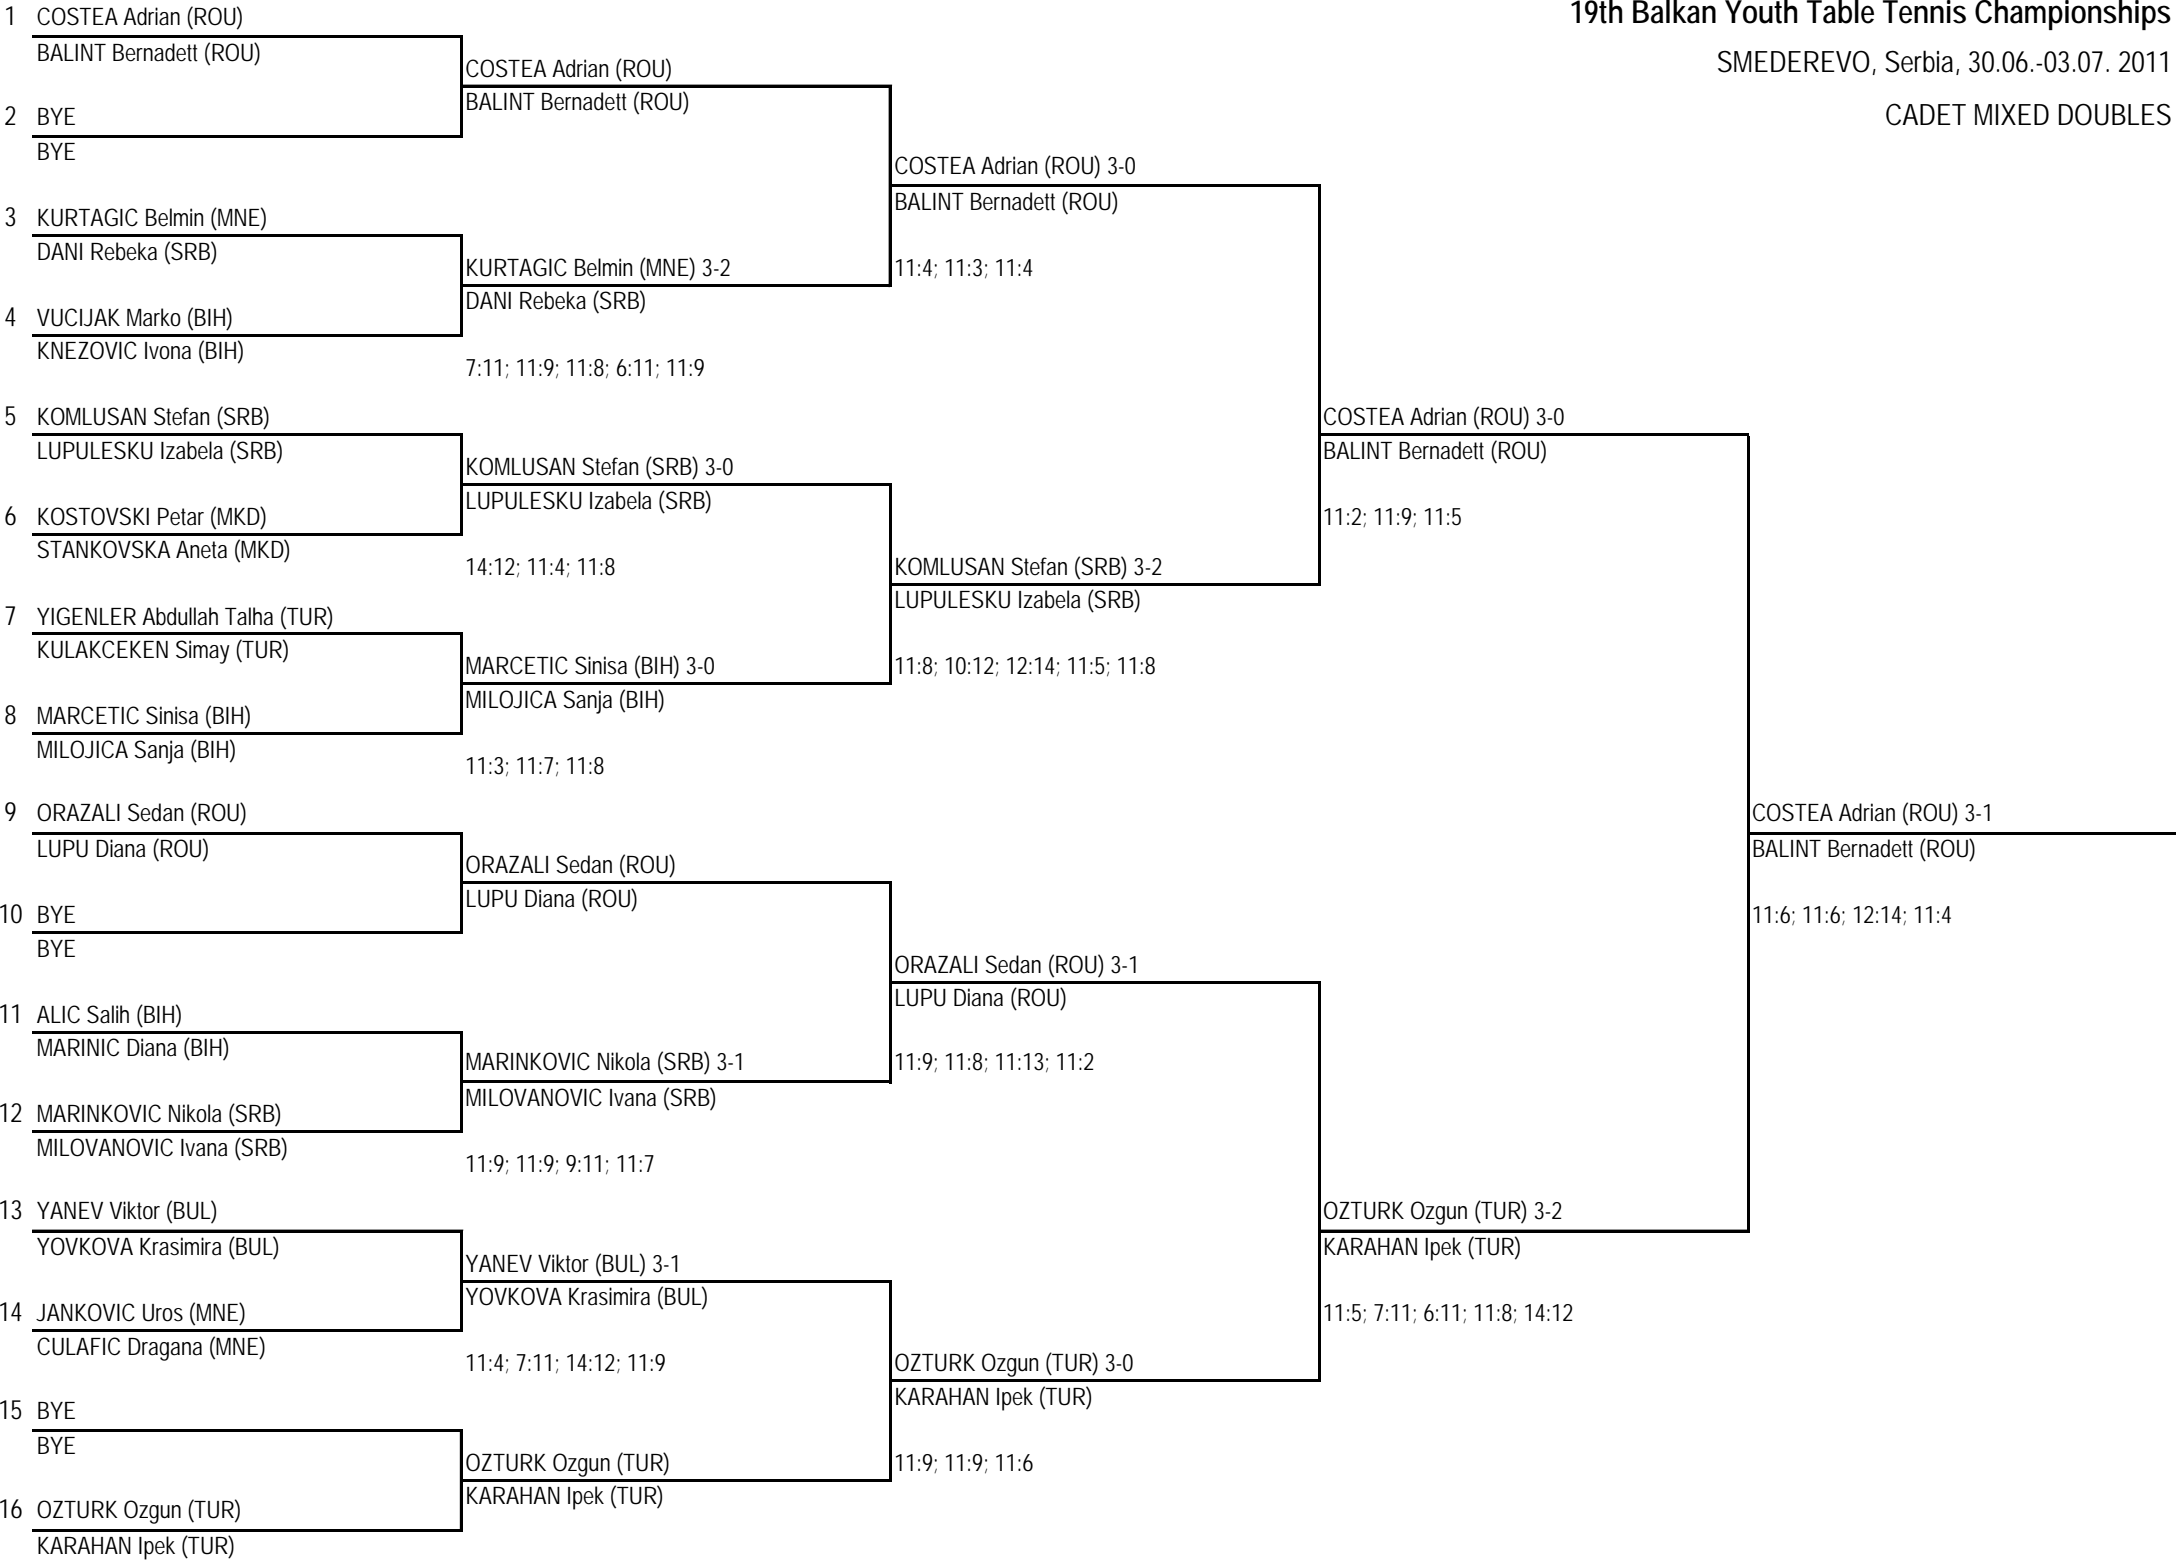 19th Balkan Youth Table Tennis Championships
SMEDEREVO, Serbia, 30.06.-03.07. 2011
CADET MIXED DOUBLES
1 COSTEA Adrian (ROU)
BALINT Bernadett (ROU)
2 BYE
BYE
3 KURTAGIC Belmin (MNE)
DANI Rebeka (SRB)
4 VUCIJAK Marko (BIH)
KNEZOVIC Ivona (BIH)
5 KOMLUSAN Stefan (SRB)
LUPULESKU Izabela (SRB)
6 KOSTOVSKI Petar (MKD)
STANKOVSKA Aneta (MKD)
7 YIGENLER Abdullah Talha (TUR)
KULAKCEKEN Simay (TUR)
8 MARCETIC Sinisa (BIH)
MILOJICA Sanja (BIH)
9 ORAZALI Sedan (ROU)
LUPU Diana (ROU)
10 BYE
BYE
11 ALIC Salih (BIH)
MARINIC Diana (BIH)
12 MARINKOVIC Nikola (SRB)
MILOVANOVIC Ivana (SRB)
13 YANEV Viktor (BUL)
YOVKOVA Krasimira (BUL)
14 JANKOVIC Uros (MNE)
CULAFIC Dragana (MNE)
15 BYE
BYE
16 OZTURK Ozgun (TUR)
KARAHAN Ipek (TUR)
COSTEA Adrian (ROU)
BALINT Bernadett (ROU)
KURTAGIC Belmin (MNE) 3-2
DANI Rebeka (SRB)
7:11; 11:9; 11:8; 6:11; 11:9
KOMLUSAN Stefan (SRB) 3-0
LUPULESKU Izabela (SRB)
14:12; 11:4; 11:8
MARCETIC Sinisa (BIH) 3-0
MILOJICA Sanja (BIH)
11:3; 11:7; 11:8
ORAZALI Sedan (ROU)
LUPU Diana (ROU)
MARINKOVIC Nikola (SRB) 3-1
MILOVANOVIC Ivana (SRB)
11:9; 11:9; 9:11; 11:7
YANEV Viktor (BUL) 3-1
YOVKOVA Krasimira (BUL)
11:4; 7:11; 14:12; 11:9
OZTURK Ozgun (TUR)
KARAHAN Ipek (TUR)
COSTEA Adrian (ROU) 3-0
BALINT Bernadett (ROU)
11:4; 11:3; 11:4
KOMLUSAN Stefan (SRB) 3-2
LUPULESKU Izabela (SRB)
11:8; 10:12; 12:14; 11:5; 11:8
ORAZALI Sedan (ROU) 3-1
LUPU Diana (ROU)
11:9; 11:8; 11:13; 11:2
OZTURK Ozgun (TUR) 3-0
KARAHAN Ipek (TUR)
11:9; 11:9; 11:6
COSTEA Adrian (ROU) 3-0
BALINT Bernadett (ROU)
11:2; 11:9; 11:5
OZTURK Ozgun (TUR) 3-2
KARAHAN Ipek (TUR)
11:5; 7:11; 6:11; 11:8; 14:12
COSTEA Adrian (ROU) 3-1
BALINT Bernadett (ROU)
11:6; 11:6; 12:14; 11:4